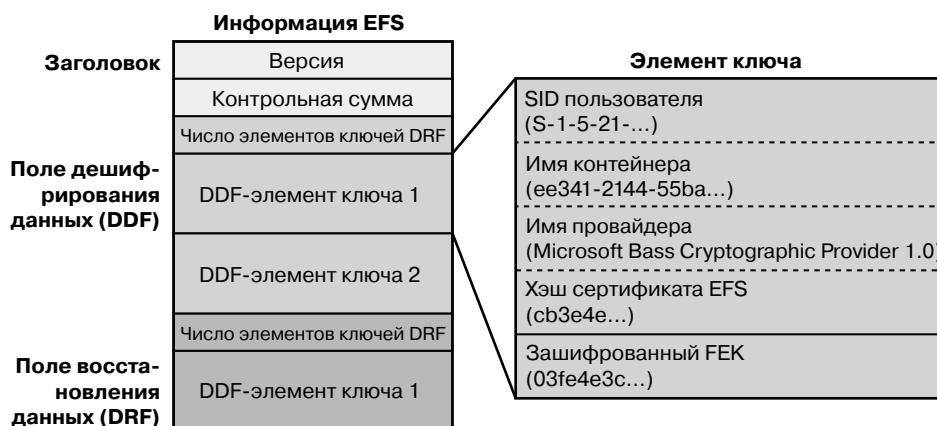 Информация EFS
Заголовок
Версия
Контрольная сумма
Число элементов ключей DRF
Поле дешиф-
рования
данных (DDF)
DDF-элемент ключа 1
DDF-элемент ключа 2
Число элементов ключей DRF
Поле восста-
новления
данных (DRF)
DDF-элемент ключа 1
Элемент ключа
SID пользователя
(S-1-5-21-...)
Имя контейнера
(ee341-2144-55ba...)
Имя провайдера
(Microsoft Bass Cryptographic Provider 1.0)
Хэш сертификата EFS
(cb3e4e...)
Зашифрованный FEK
(03fe4e3c...)